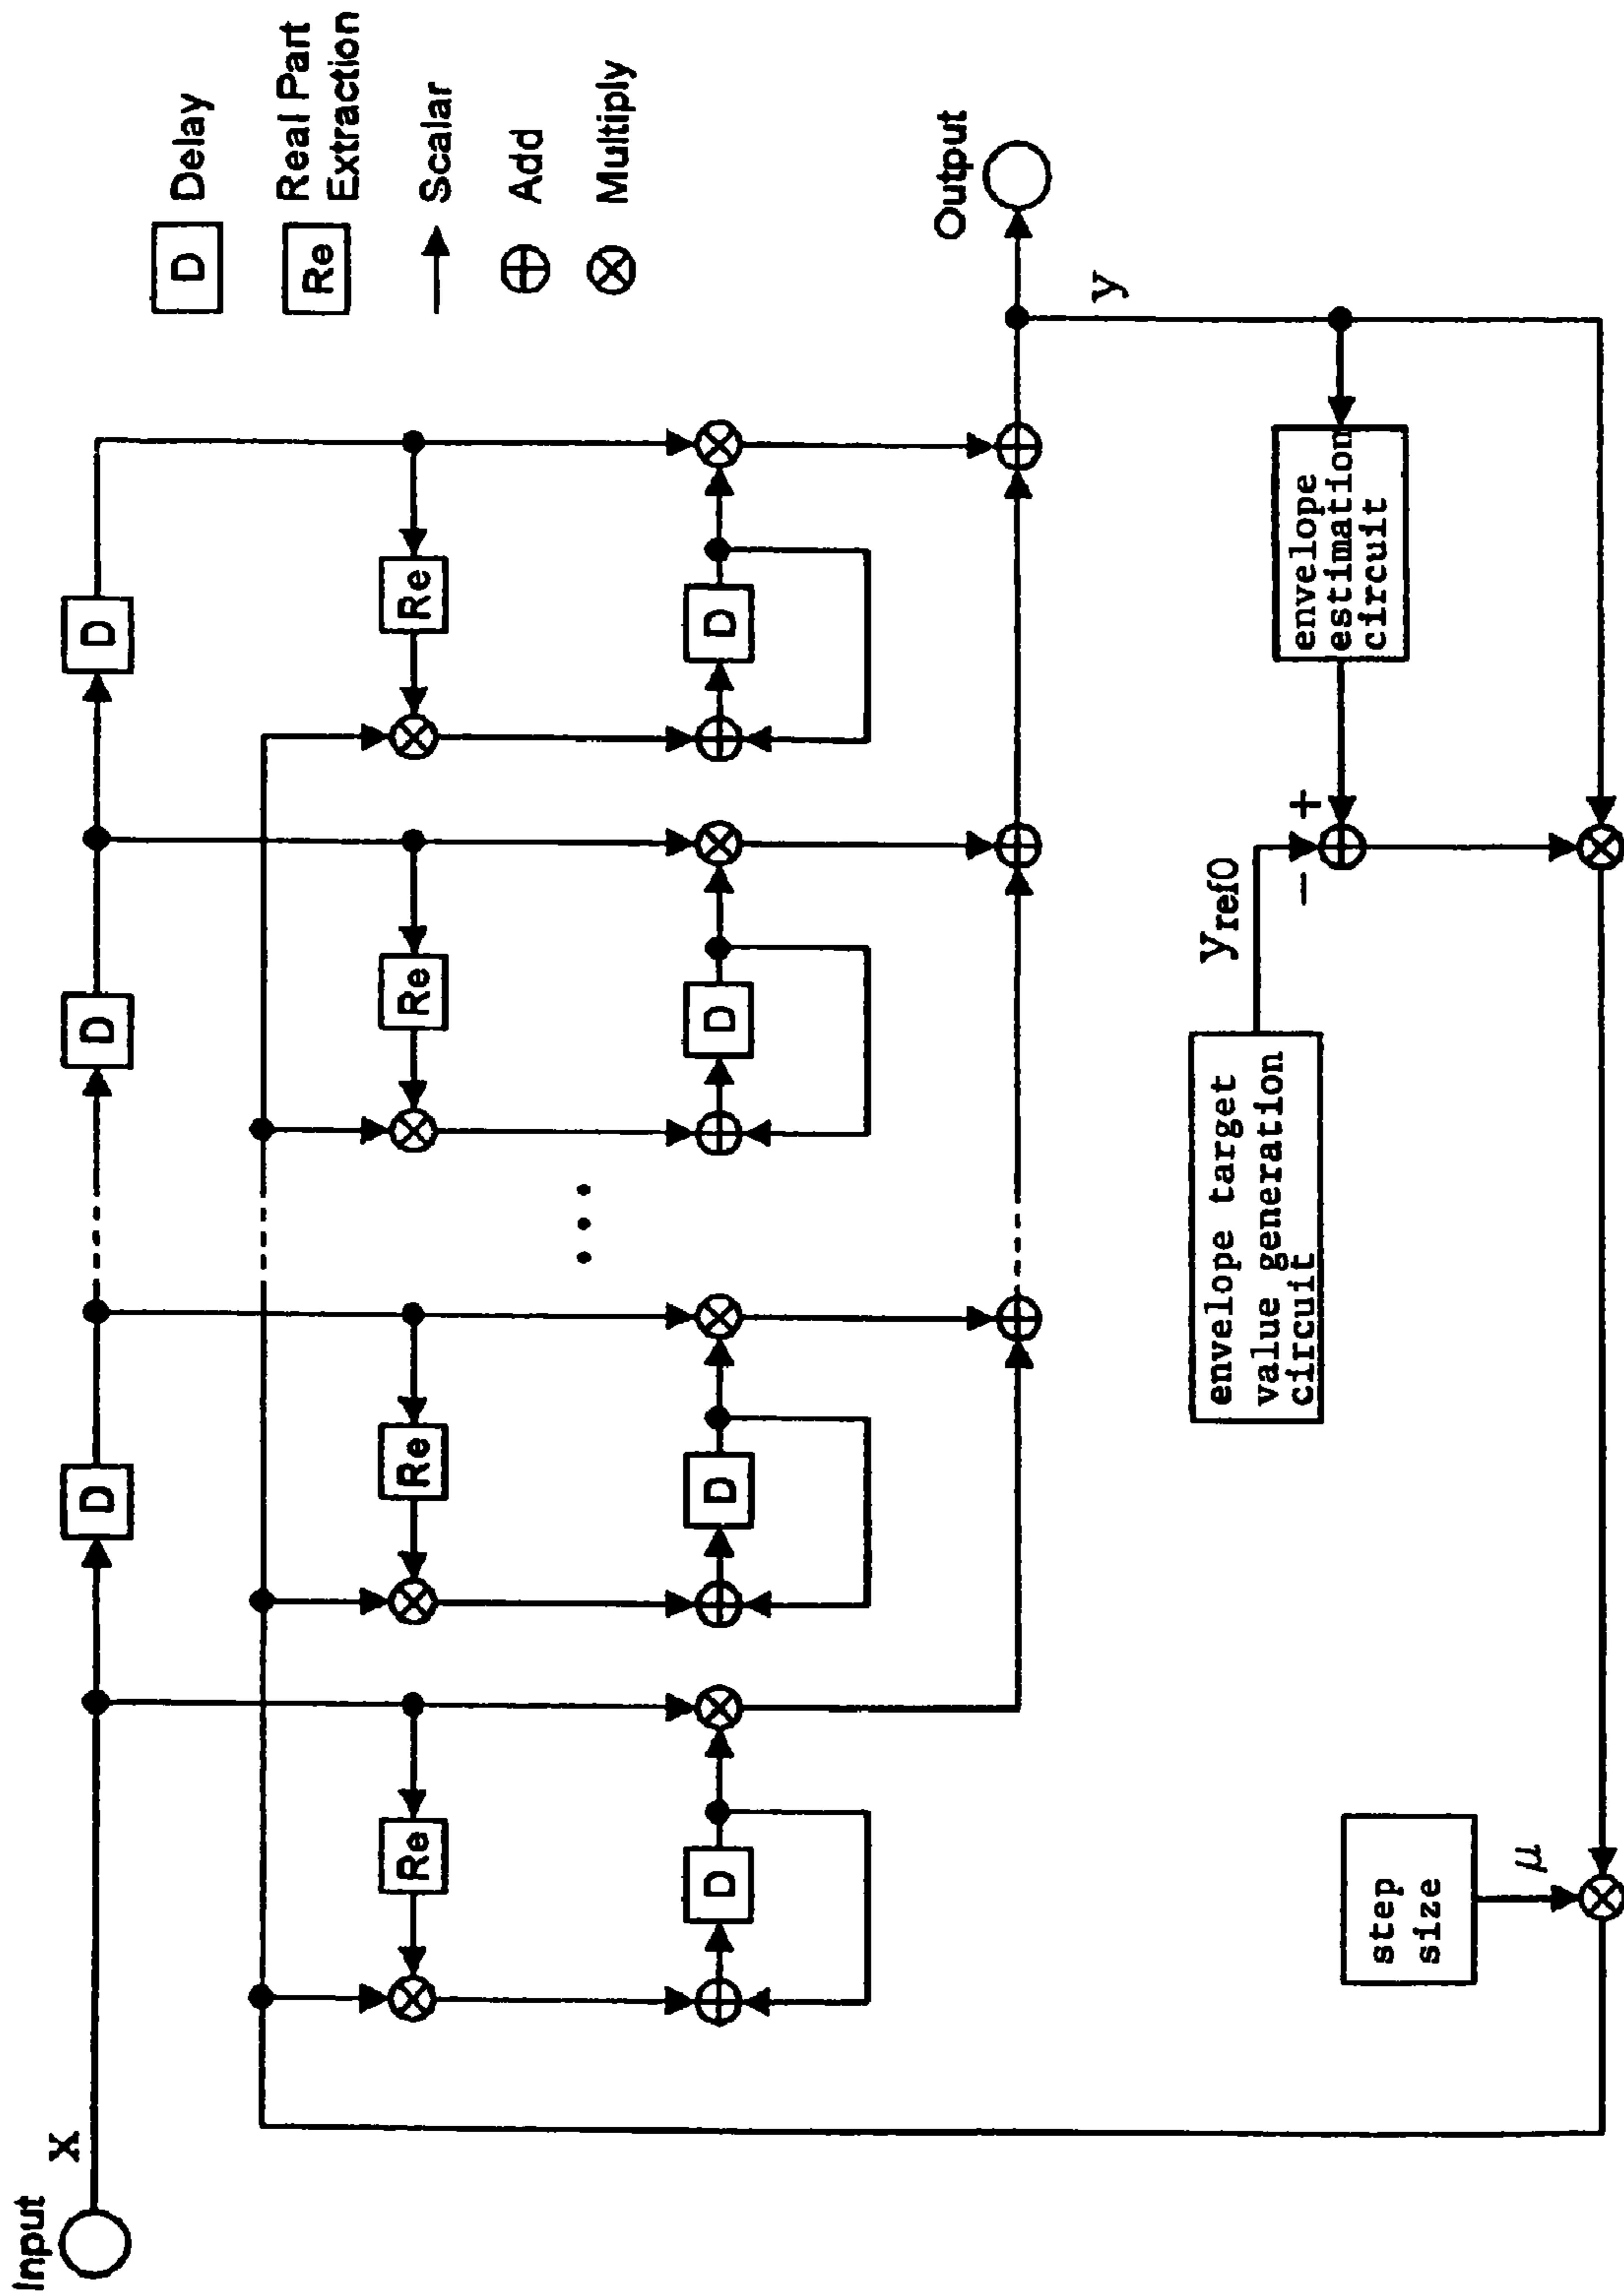 Input
X
D
D
D
D
Delay
Re
Real Part
Extraction
Scalar
Add
Multiply
Re
Re
Re
Re
D
D
D
D
...
Output
y
envelope target
value generation
circuit
yref0
−
+
envelope
estimation
circuit
step
size
μ